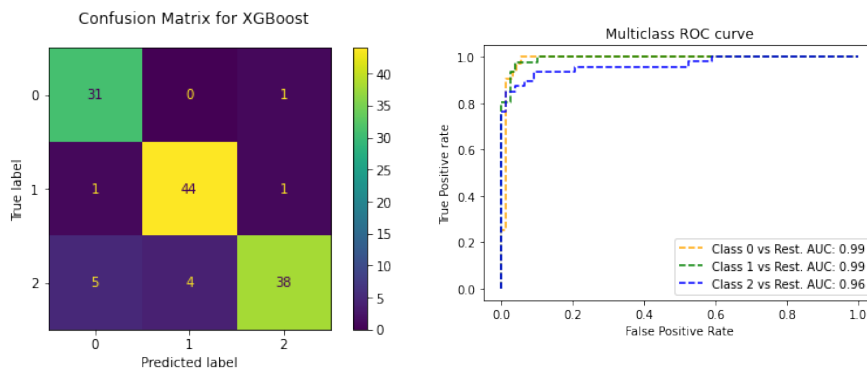 Confusion Matrix for XGBoost
True label
0
1
2
31 0 1
1 44 1
5 4 38
0 1 2
Predicted label
40
35
30
25
20
15
10
5
0
Multiclass ROC curve
True Positive rate
1.0
0.8
0.6
0.4
0.2
0.0
Class 0 vs Rest. AUC: 0.99
Class 1 vs Rest. AUC: 0.99
Class 2 vs Rest. AUC: 0.96
0.0 0.2 0.4 0.6 0.8 1.0
False Positive Rate